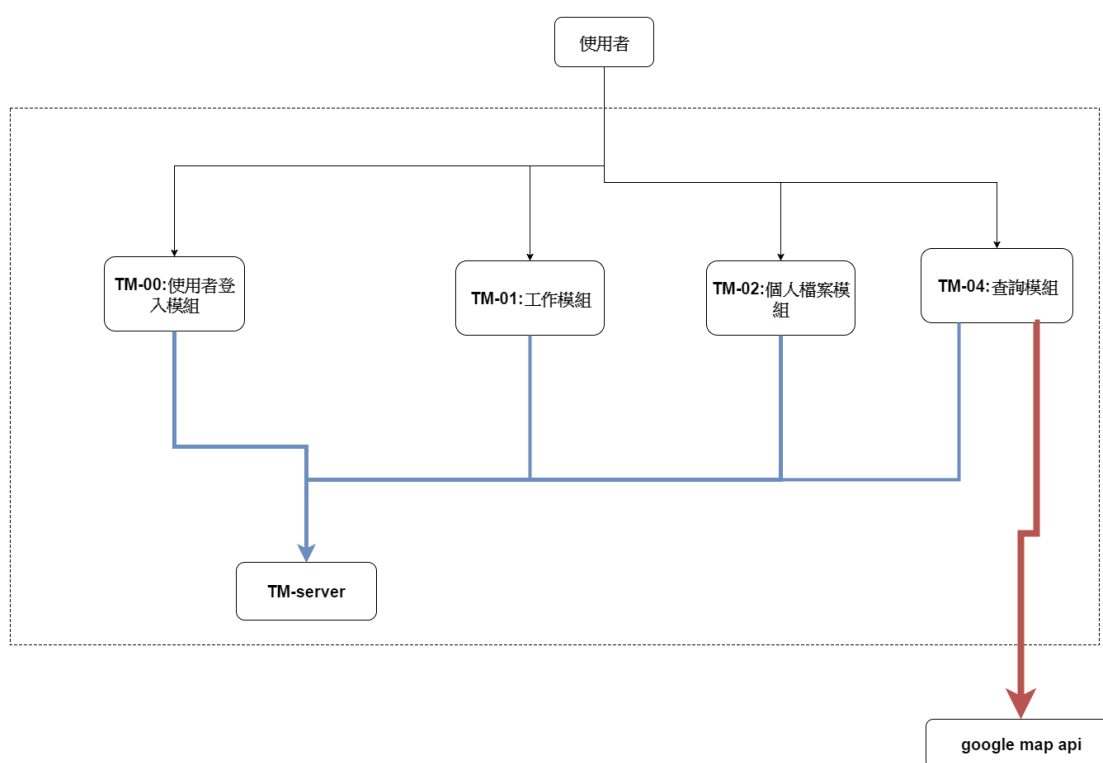 使用者
TM-00:使用者登
入模組
TM-01:工作模組
TM-02:個人檔案模
組
TM-04:查詢模組
TM-server
google map api